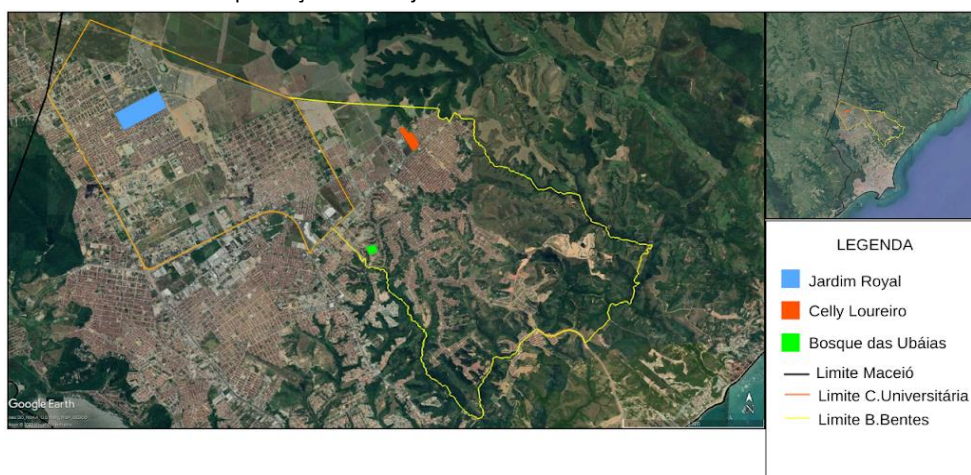 LEGENDA
Jardim Royal
Celly Loureiro
Bosque das Ubáias
Limite Maceió
Limite C.Universitária
Limite B.Bentes
Google Earth
N